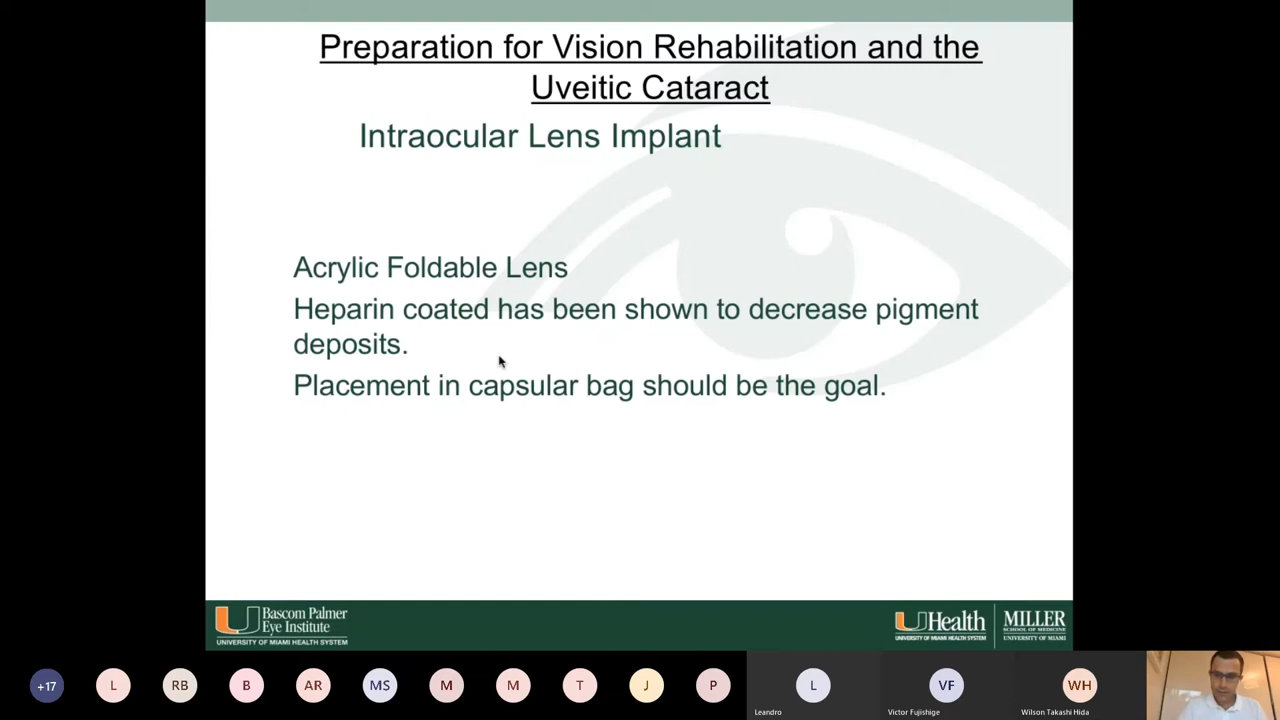 Preparation for Vision Rehabilitation and the
Uveitic Cataract
Intraocular Lens Implant
Acrylic Foldable Lens
Heparin coated has been shown to decrease pigment
deposits.
Placement in capsular bag should be the goal.
Bascom Palmer
Eye Institute
UNIVERSITY OF MIAMI HEALTH SYSTEM
UHealth
UNIVERSITY OF MIAMI HEALTH SYSTEM
MILLER
SCHOOL OF MEDICINE
UNIVERSITY OF MIAMI
+17 L RB B AR MS M M T J P L VF WH
Leandro Victor Fujishige Wilson Takashi Hida